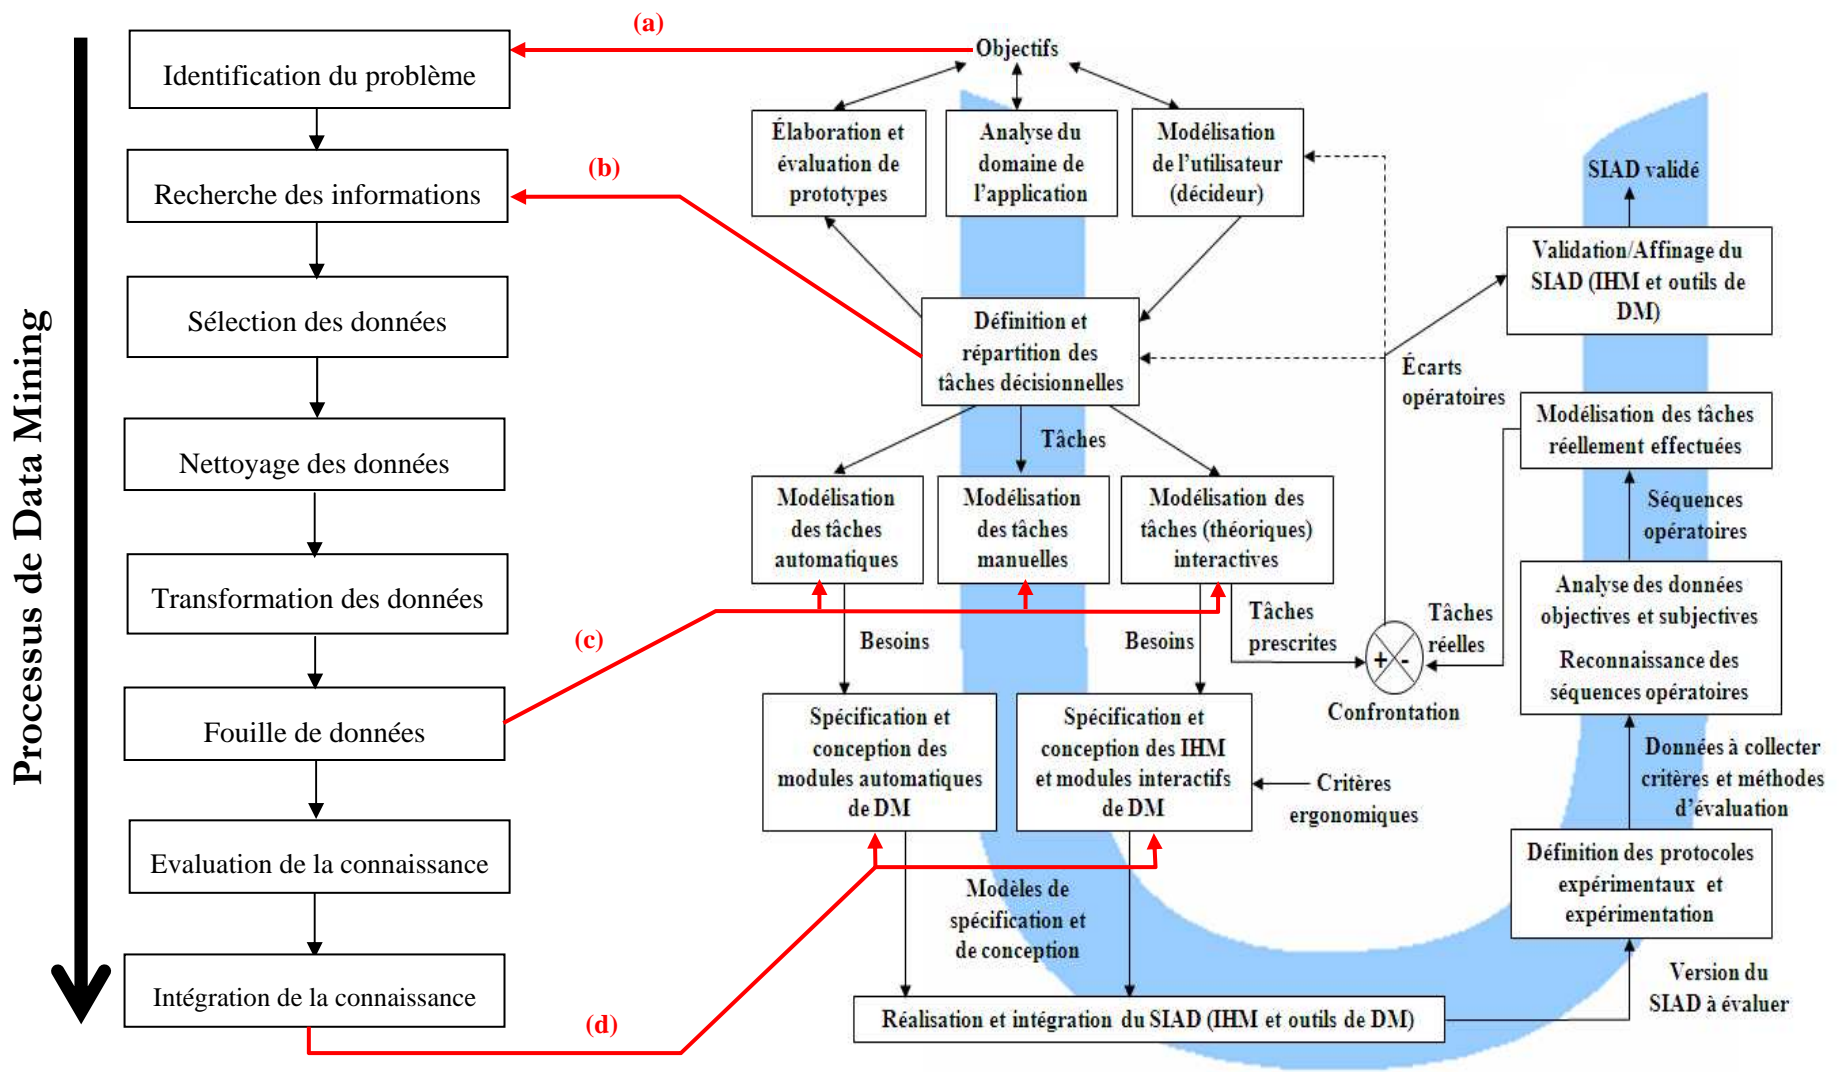 Processus de Data Mining
Identification du problème
Recherche des informations
Sélection des données
Nettoyage des données
Transformation des données
Fouille de données
Evaluation de la connaissance
Intégration de la connaissance
(a)
(b)
(c)
(d)
Objectifs
Élaboration et
évaluation de
prototypes
Analyse du
domaine de
l'application
Modélisation
de l'utilisateur
(décideur)
Définition et
répartition des
tâches décisionnelles
Tâches
Modélisation
des tâches
automatiques
Modélisation
des tâches
manuelles
Modélisation des
tâches (théoriques)
interactives
Besoins
Besoins
Tâches
prescrites
Tâches
réelles
+
-
Confrontation
Spécification et
conception des
modules automatiques
de DM
Spécification et
conception des IHM
et modules interactifs
de DM
Critères
ergonomiques
Modèles de
spécification et
de conception
Réalisation et intégration du SIAD (IHM et outils de DM)
Version du
SIAD à évaluer
Définition des protocoles
expérimentaux et
expérimentation
Données à collecter
critères et méthodes
d'évaluation
Analyse des données
objectives et subjectives
Reconnaissance des
séquences opératoires
Séquences
opératoires
Modélisation des tâches
réellement effectuées
Écarts
opératoires
Validation/Affinage du
SIAD (IHM et outils de
DM)
SIAD validé